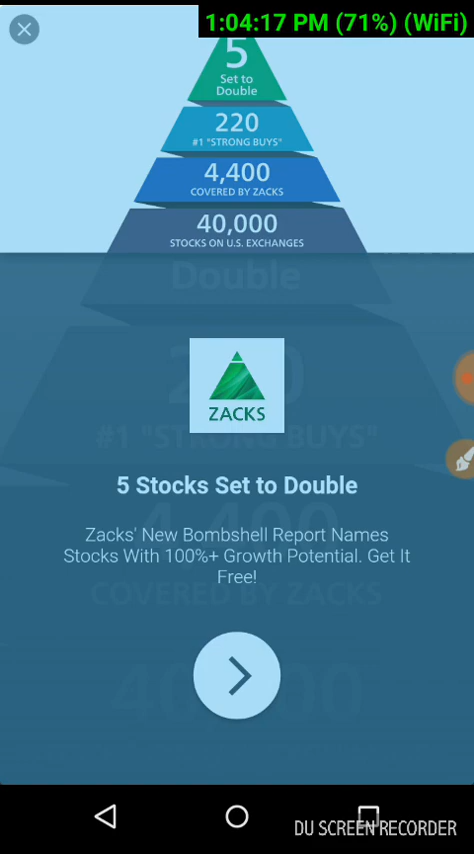 1:04:17 PM (71%) (WiFi)
5
Set to
Double
220
#1 "STRONG BUYS"
4,400
COVERED BY ZACKS
40,000
STOCKS ON U.S. EXCHANGES
Double
ZACKS
#1 "STRONG BUYS"
5 Stocks Set to Double
Zacks' New Bombshell Report Names
Stocks With 100%+ Growth Potential. Get It
Free!
COVERED BY ZACKS
40,000
DU SCREEN RECORDER